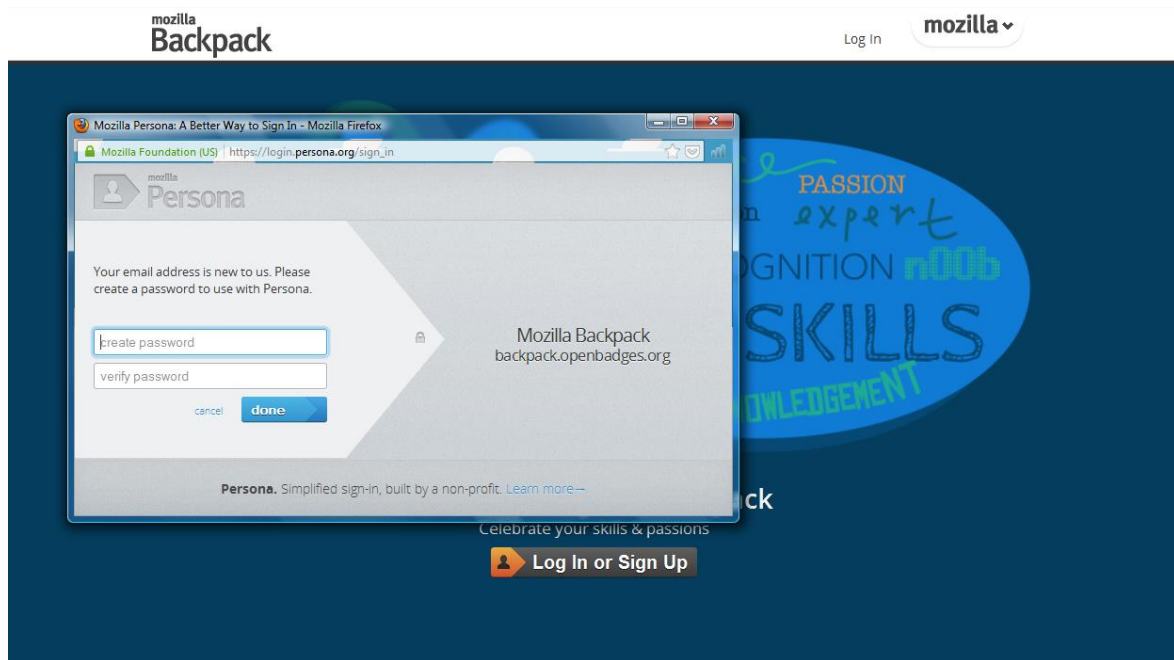 mozilla
Backpack
Log In
mozilla
Mozilla Persona: A Better Way to Sign In - Mozilla Firefox
Mozilla Foundation (US) https://login.persona.org/sign_in
mozilla
Persona
Your email address is new to us. Please
create a password to use with Persona.
create password
verify password
cancel
done
Mozilla Backpack
backpack.openbadges.org
Persona. Simplified sign-in, built by a non-profit. Learn more→
PASSION
expert
n00b
SKILLS
Celebrate your skills & passions
Log In or Sign Up